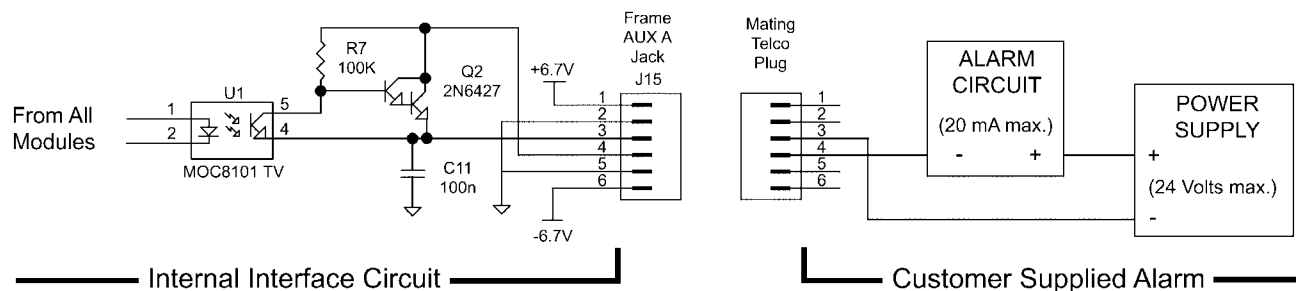 Frame
AUX A
Jack
J15
Mating
Telco
Plug
R7
100K
Q2
2N6427
+6.7V
ALARM
CIRCUIT
(20 mA max.)
-
+
POWER
SUPPLY
+
(24 Volts max.)
-
From All
Modules
1
2
U1
5
4
MOC8101 TV
C11
100n
1
2
3
4
5
6
-6.7V
1
2
3
4
5
6
Internal Interface Circuit
Customer Supplied Alarm